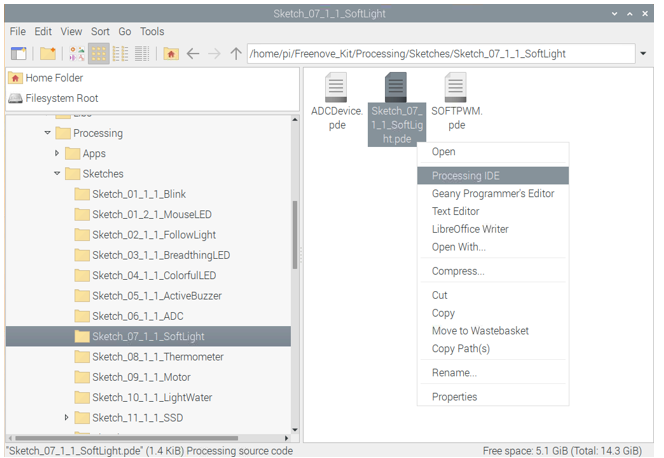 Sketch_07_1_1_SoftLight
File Edit View Sort Go Tools
/home/pi/Freenove_Kit/Processing/Sketches/Sketch_07_1_1_SoftLight
Home Folder
Filesystem Root
Processing
Apps
Sketches
Sketch_01_1_1_Blink
Sketch_01_2_1_MouseLED
Sketch_02_1_1_FollowLight
Sketch_03_1_1_BreadthingLED
Sketch_04_1_1_ColorfulLED
Sketch_05_1_1_ActiveBuzzer
Sketch_06_1_1_ADC
Sketch_07_1_1_SoftLight
Sketch_08_1_1_Thermometer
Sketch_09_1_1_Motor
Sketch_10_1_1_LightWater
Sketch_11_1_1_SSD
ADCDevice.
pde
Sketch_07_
1_1_SoftLig
ht.pde
SOFTPWM.
pde
Open
Processing IDE
Geany Programmer's Editor
Text Editor
LibreOffice Writer
Open With...
Compress...
Cut
Copy
Move to Wastebasket
Copy Path(s)
Rename...
Properties
"Sketch_07_1_1_SoftLight.pde" (1.4 KiB) Processing source code
Free space: 5.1 GiB (Total: 14.3 GiB)